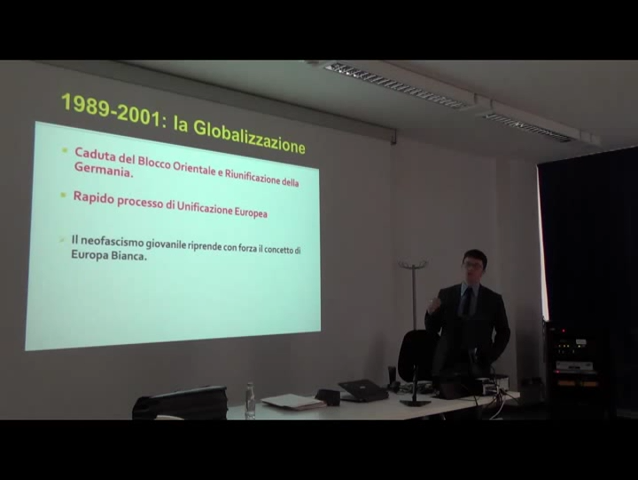 1989-2001: la Globalizzazione
Caduta del Blocco Orientale e Riunificazione della
Germania.
Rapido processo di Unificazione Europea
Il neofascismo giovanile riprende con forza il concetto di
Europa Bianca.